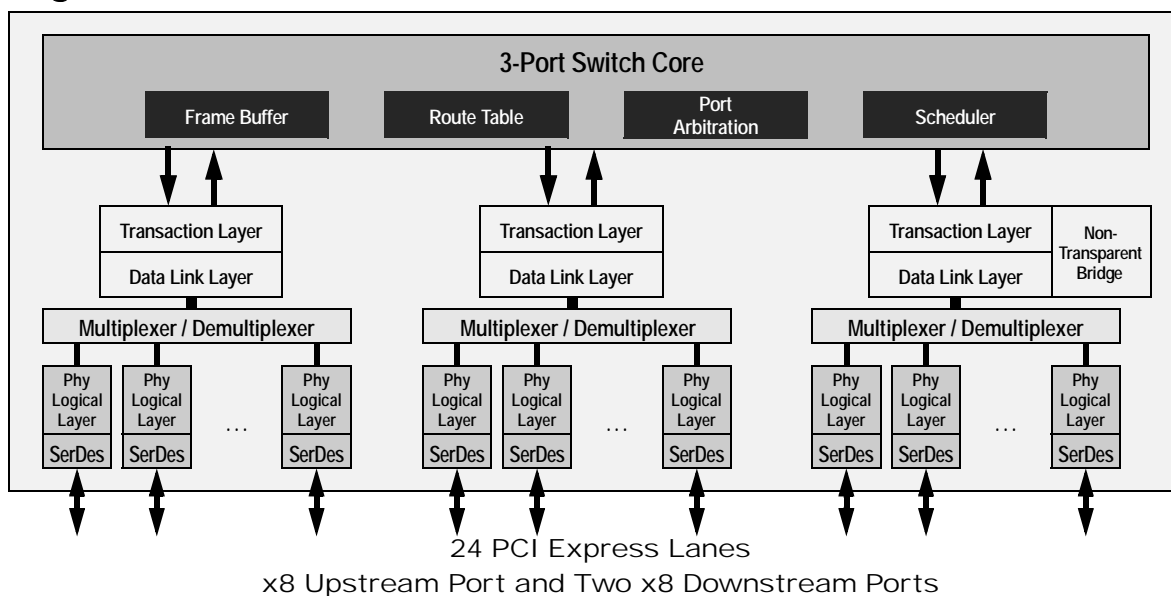 3-Port Switch Core
Frame Buffer
Route Table
Port
Arbitration
Scheduler
Transaction Layer
Data Link Layer
Transaction Layer
Data Link Layer
Transaction Layer
Data Link Layer
Non-
Transparent
Bridge
Multiplexer / Demultiplexer
Multiplexer / Demultiplexer
Multiplexer / Demultiplexer
Phy
Logical
Layer
SerDes
Phy
Logical
Layer
SerDes
...
Phy
Logical
Layer
SerDes
Phy
Logical
Layer
SerDes
Phy
Logical
Layer
SerDes
...
Phy
Logical
Layer
SerDes
Phy
Logical
Layer
SerDes
Phy
Logical
Layer
SerDes
...
Phy
Logical
Layer
SerDes
24 PCI Express Lanes
x8 Upstream Port and Two x8 Downstream Ports